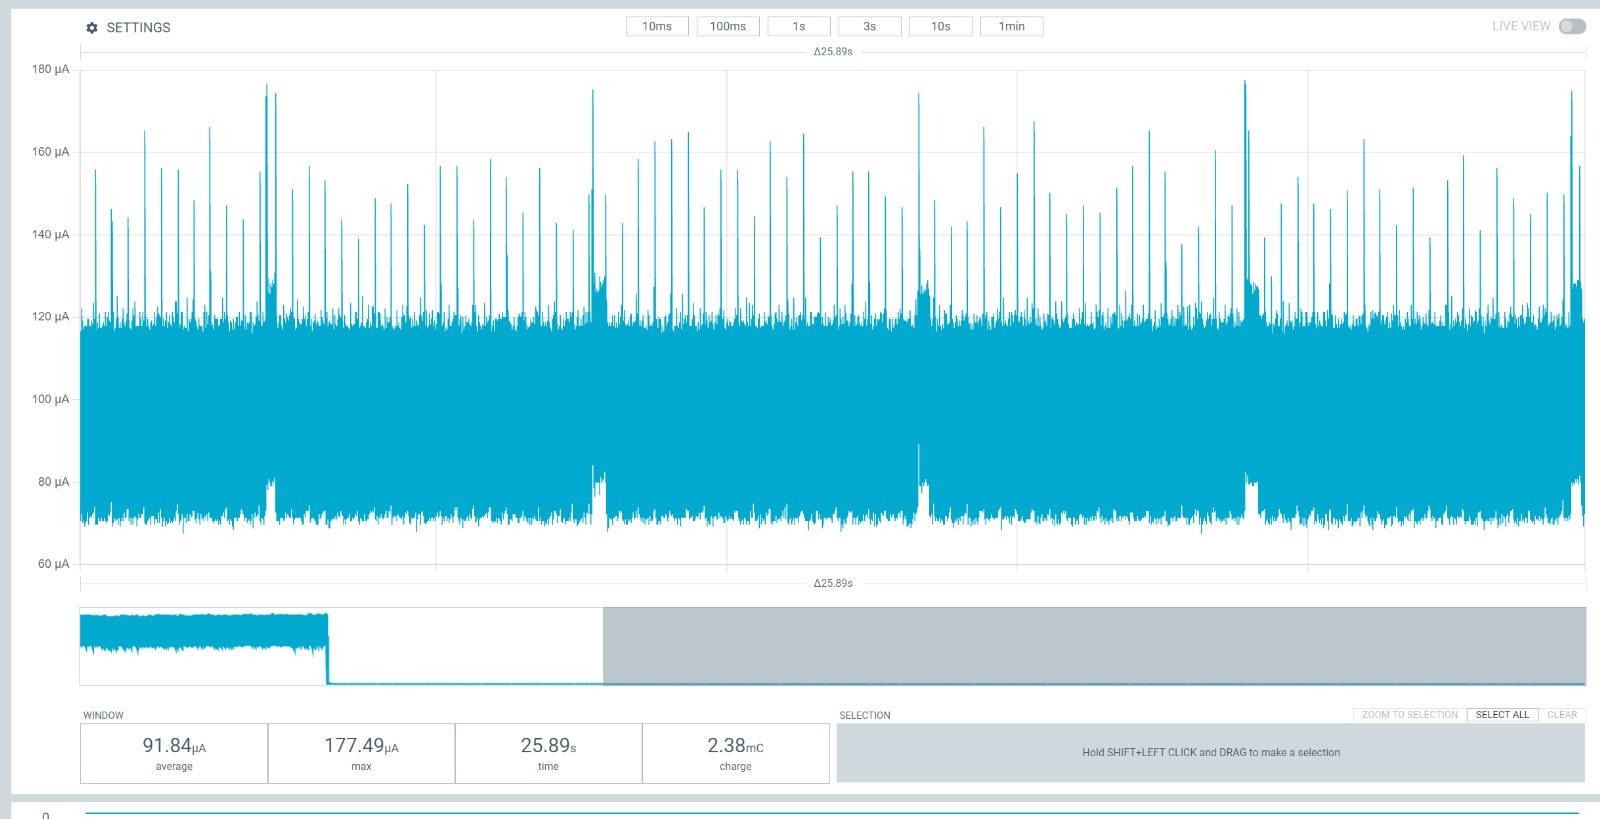 SETTINGS
10ms 100ms 1s 3s 10s 1min
LIVE VIEW
Δ25.89s
180 µA
160 µA
140 µA
120 µA
100 µA
80 µA
60 µA
Δ25.89s
WINDOW
91.84µA
average
177.49µA
max
25.89s
time
2.38mC
charge
SELECTION
ZOOM TO SELECTION SELECT ALL CLEAR
Hold SHIFT+LEFT CLICK and DRAG to make a selection
0